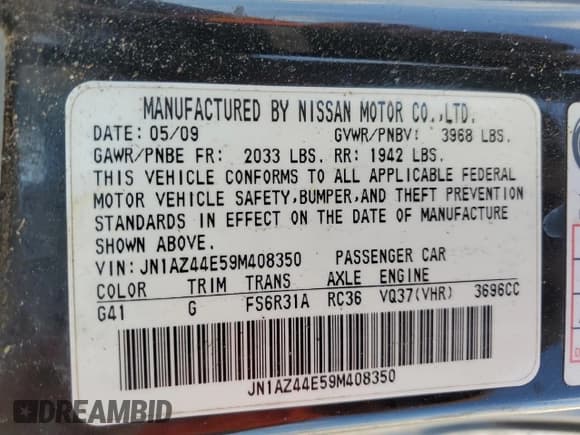 MANUFACTURED BY NISSAN MOTOR CO.,LTD.
DATE: 05/09 GVWR/PNBV: 3968 LBS.
GAWR/PNBE FR: 2033 LBS. RR: 1942 LBS.
THIS VEHICLE CONFORMS TO ALL APPLICABLE FEDERAL
MOTOR VEHICLE SAFETY,BUMPER,AND THEFT PREVENTION
STANDARDS IN EFFECT ON THE DATE OF MANUFACTURE
SHOWN ABOVE.
VIN: JN1AZ44E59M408350 PASSENGER CAR
COLOR TRIM TRANS AXLE ENGINE
G41 G FS6R31A RC36 VQ37(VHR) 3696CC
JN1AZ44E59M408350
DREAMBID